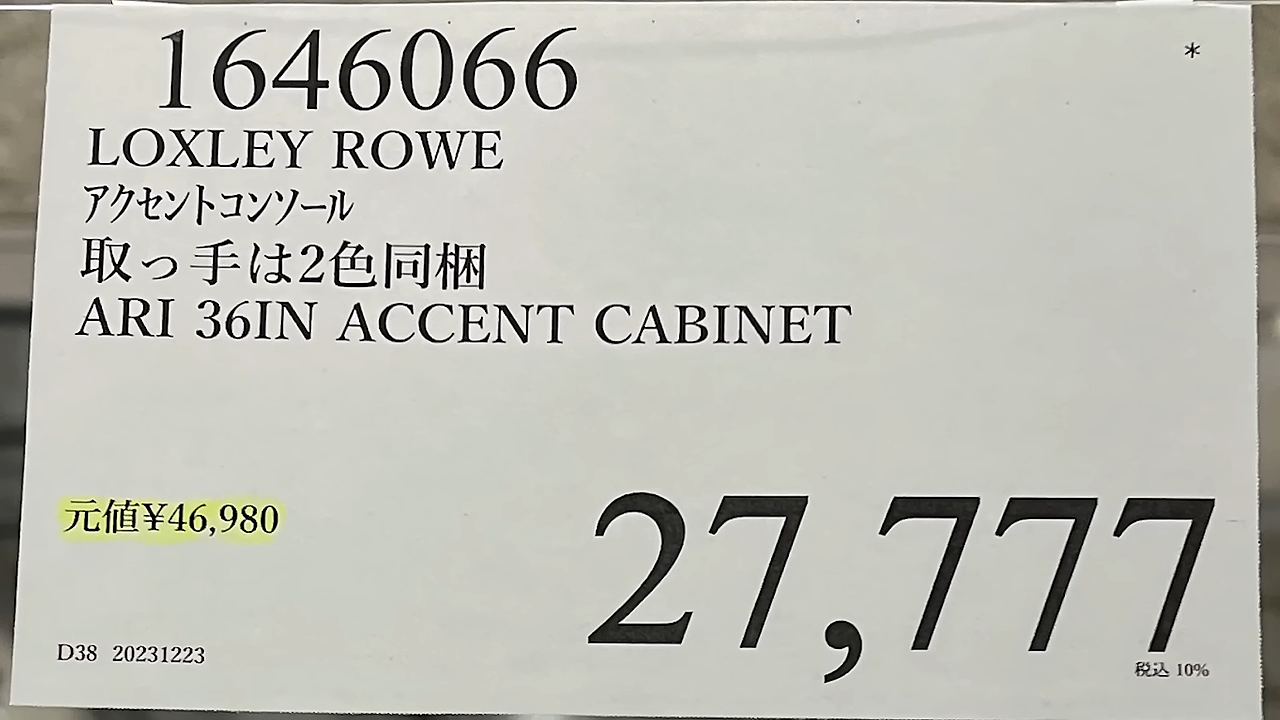 1646066
*
LOXLEY ROWE
アクセントコンソール
取っ手は2色同梱
ARI 36IN ACCENT CABINET
元値¥46,980
27,777
D38 20231223
税込 10%